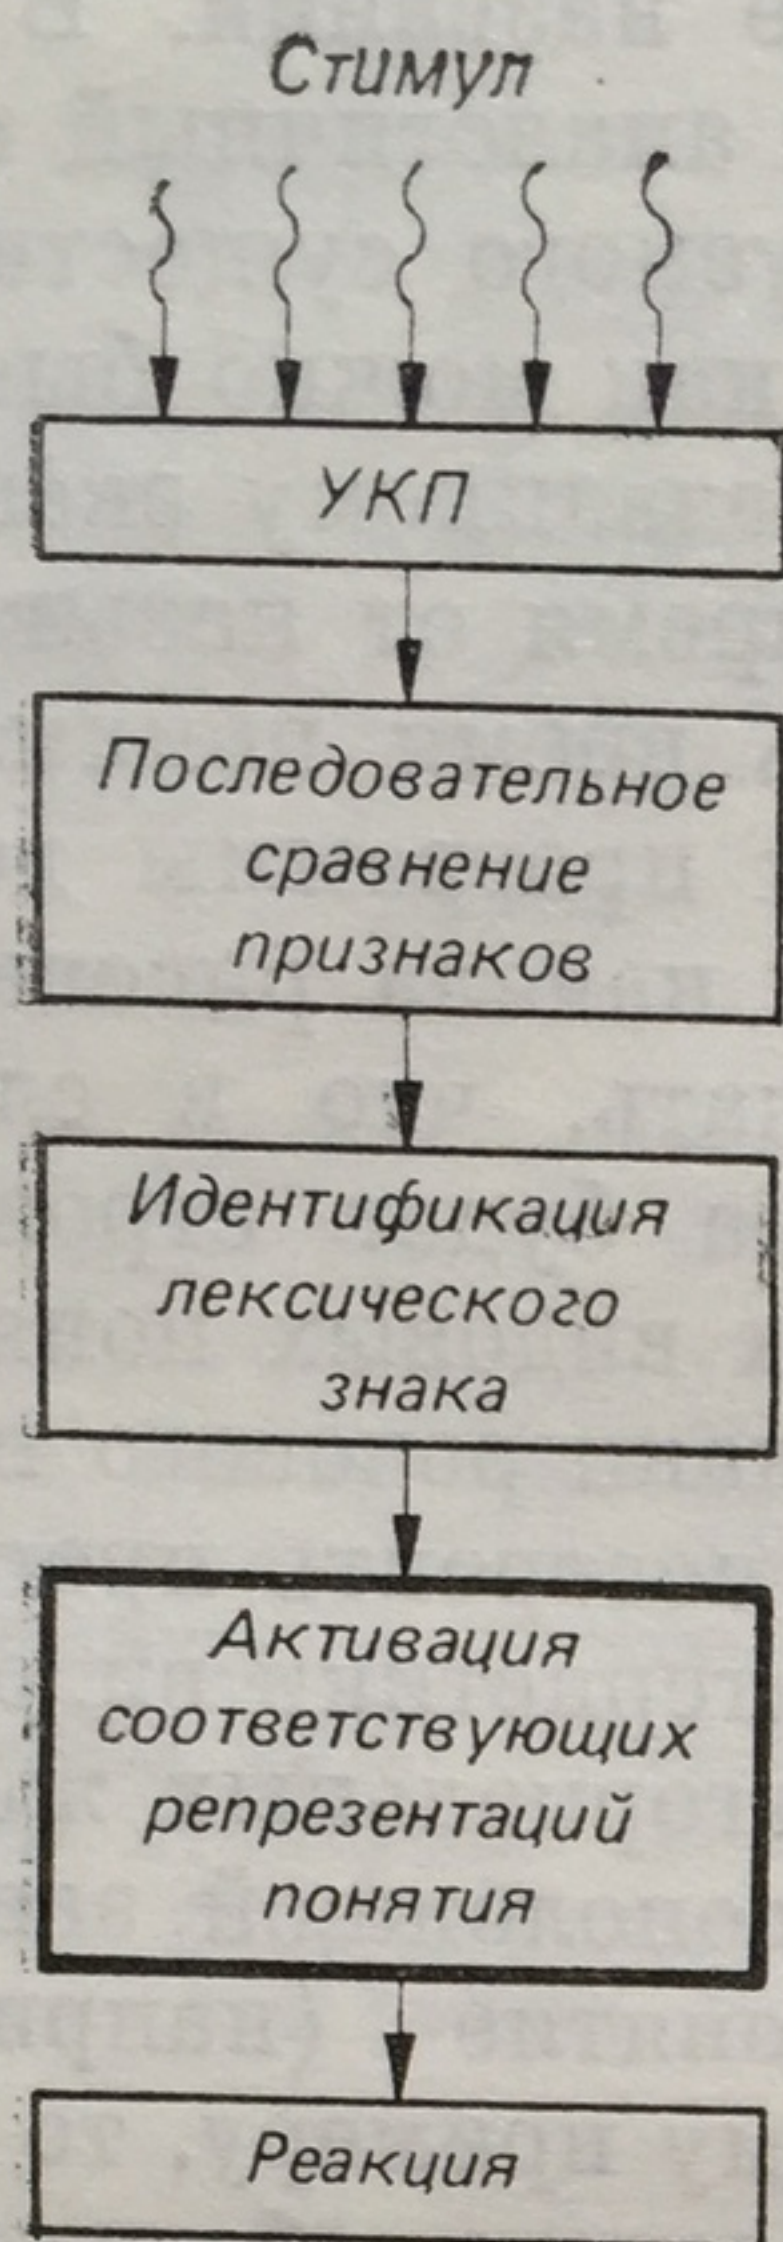 Стимул
УКП
Последовательное
сравнение
признаков
Идентификация
лексического
знака
Активация
соответствующих
репрезентаций
понятия
Реакция